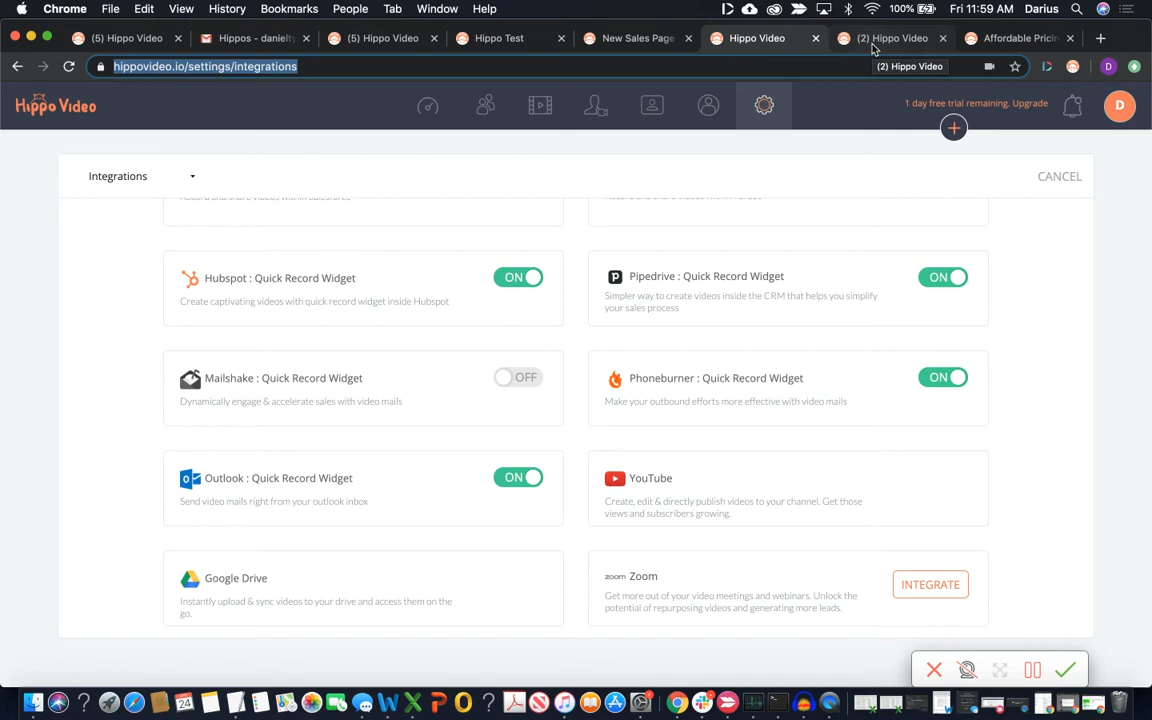 Chrome File Edit View History Bookmarks People Tab Window Help 100% Fri 11:59 AM Darius
(5) Hippo Video Hippos - danielty (5) Hippo Video Hippo Test New Sales Page Hippo Video (2) Hippo Video Affordable Pricin
hippovideo.io/settings/integrations (2) Hippo Video D
Hippo Video 1 day free trial remaining. Upgrade D
Integrations CANCEL
Hubspot : Quick Record Widget ON
Create captivating videos with quick record widget inside Hubspot
Pipedrive : Quick Record Widget ON
Simpler way to create videos inside the CRM that helps you simplify
your sales process
Mailshake : Quick Record Widget OFF
Dynamically engage & accelerate sales with video mails
Phoneburner : Quick Record Widget ON
Make your outbound efforts more effective with video mails
Outlook : Quick Record Widget ON
Send video mails right from your outlook inbox
YouTube
Create, edit & directly publish videos to your channel. Get those
views and subscribers growing.
Google Drive
Instantly upload & sync videos to your drive and access them on the
go.
zoom Zoom INTEGRATE
Get more out of your video meetings and webinars. Unlock the
potential of repurposing videos and generating more leads.